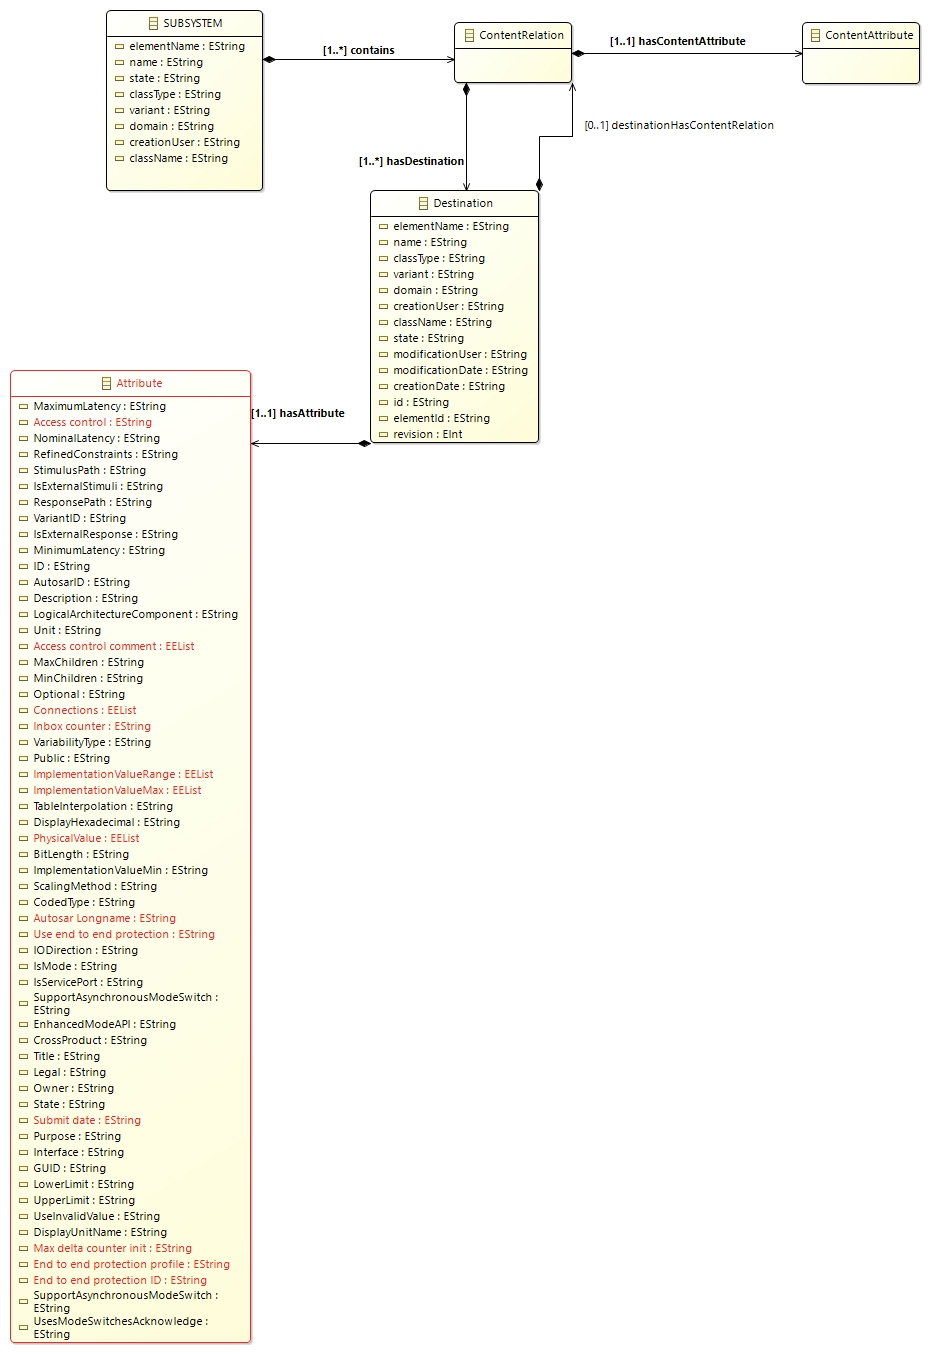 SUBSYSTEM
elementName : EString
name : EString
state : EString
classType : EString
variant : EString
domain : EString
creationUser : EString
className : EString
[1..*] contains
ContentRelation
[1..1] hasContentAttribute
ContentAttribute
[0..1] destinationHasContentRelation
[1..*] hasDestination
Destination
elementName : EString
name : EString
classType : EString
variant : EString
domain : EString
creationUser : EString
className : EString
state : EString
modificationUser : EString
modificationDate : EString
creationDate : EString
id : EString
elementId : EString
revision : EInt
[1..1] hasAttribute
Attribute
MaximumLatency : EString
Access control : EString
NominalLatency : EString
RefinedConstraints : EString
StimulusPath : EString
IsExternalStimuli : EString
ResponsePath : EString
VariantID : EString
IsExternalResponse : EString
MinimumLatency : EString
ID : EString
AutosarID : EString
Description : EString
LogicalArchitectureComponent : EString
Unit : EString
Access control comment : EEList
MaxChildren : EString
MinChildren : EString
Optional : EString
Connections : EEList
Inbox counter : EString
VariabilityType : EString
Public : EString
ImplementationValueRange : EEList
ImplementationValueMax : EEList
TableInterpolation : EString
DisplayHexadecimal : EString
PhysicalValue : EEList
BitLength : EString
ImplementationValueMin : EString
ScalingMethod : EString
CodedType : EString
Autosar Longname : EString
Use end to end protection : EString
IODirection : EString
IsMode : EString
IsServicePort : EString
SupportAsynchronousModeSwitch :
EString
EnhancedModeAPI : EString
CrossProduct : EString
Title : EString
Legal : EString
Owner : EString
State : EString
Submit date : EString
Purpose : EString
Interface : EString
GUID : EString
LowerLimit : EString
UpperLimit : EString
UseInvalidValue : EString
DisplayUnitName : EString
Max delta counter init : EString
End to end protection profile : EString
End to end protection ID : EString
SupportAsynchronousModeSwitch :
EString
UsesModeSwitchesAcknowledge :
EString